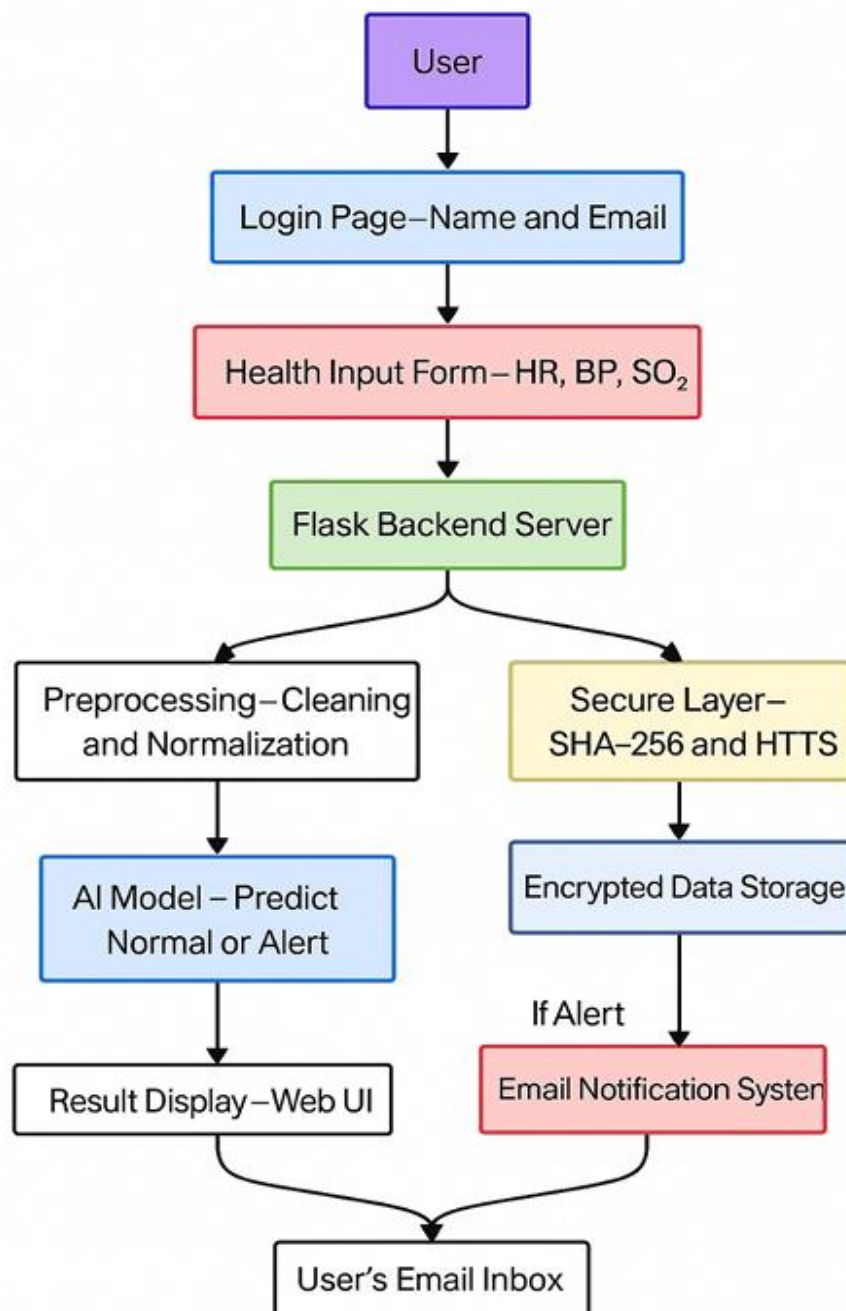 User
Login Page–Name and Email
Health Input Form–HR, BP, SO₂
Flask Backend Server
Preprocessing–Cleaning
and Normalization
Secure Layer–
SHA–256 and HTTS
AI Model – Predict
Normal or Alert
Encrypted Data Storage
If Alert
Result Display–Web UI
Email Notification System
User's Email Inbox